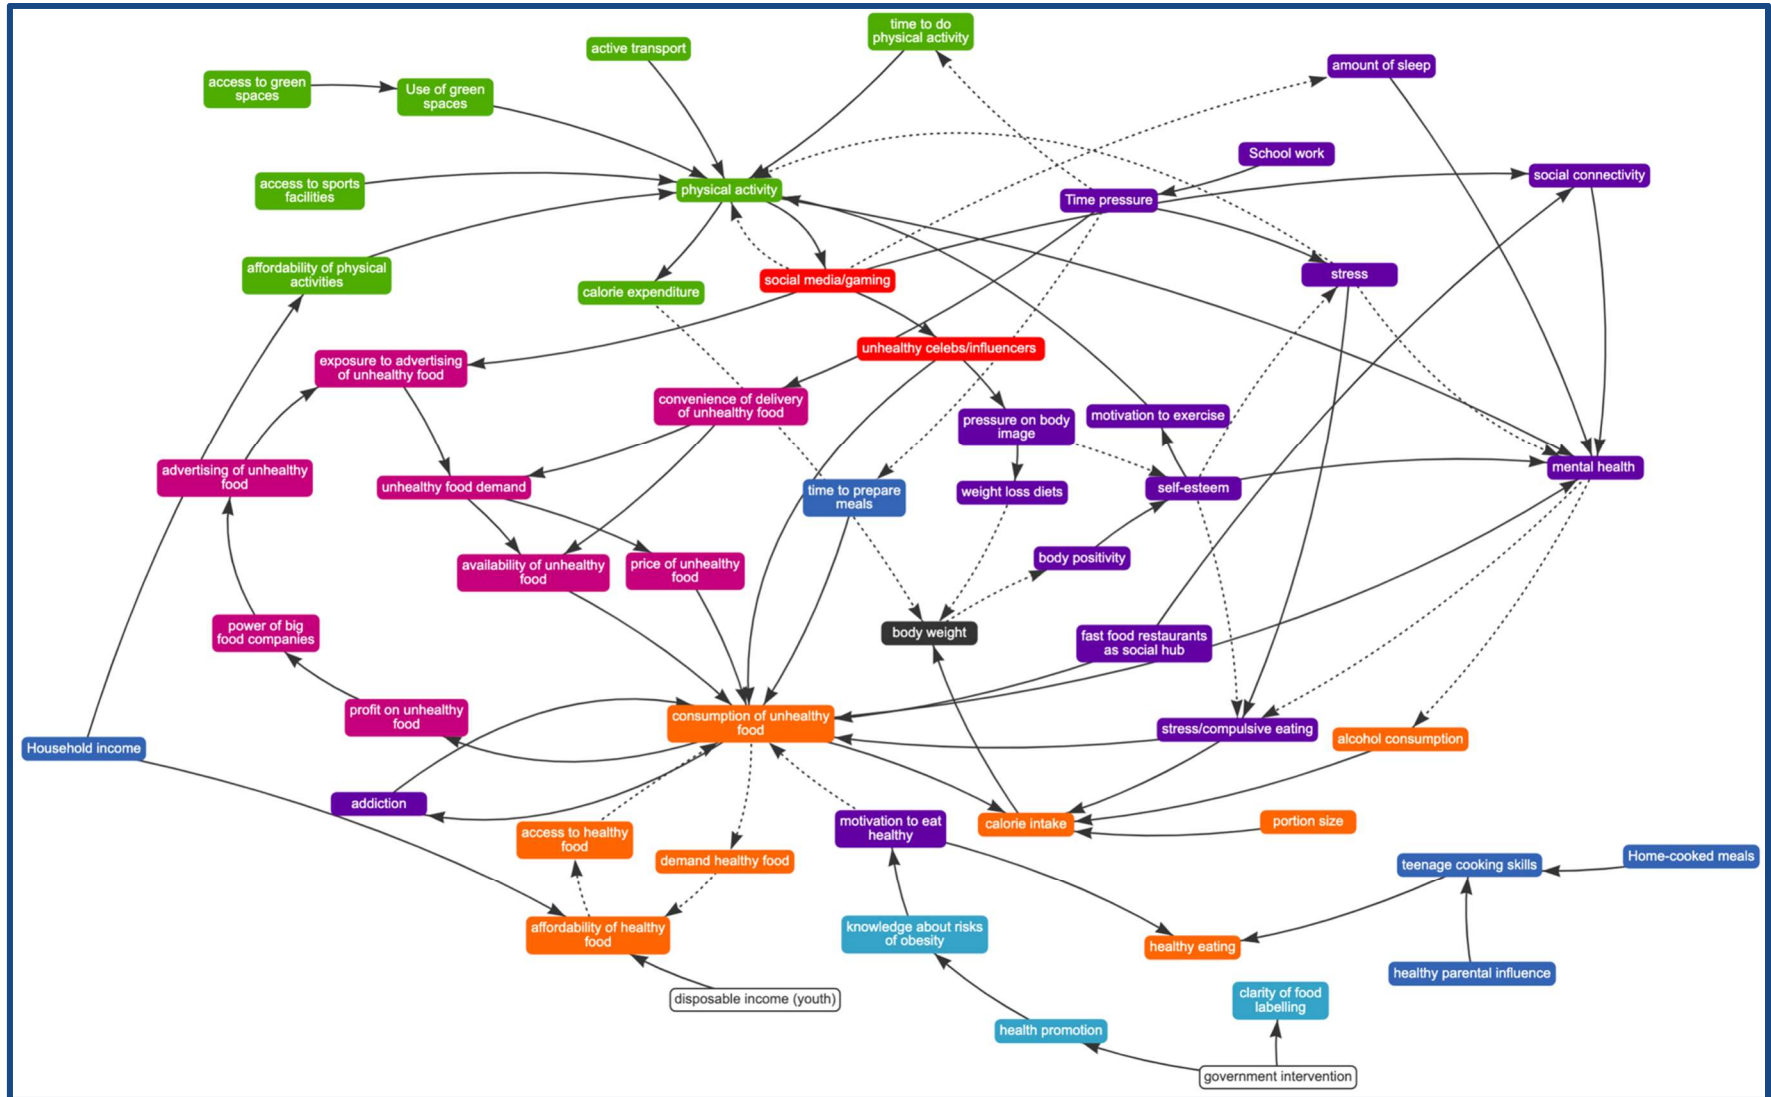 time to do
physical activity
active transport
amount of sleep
access to green
spaces
Use of green
spaces
School work
social connectivity
access to sports
facilities
physical activity
Time pressure
affordability of physical
activities
calorie expenditure
social media/gaming
stress
unhealthy celebs/influencers
exposure to advertising
of unhealthy food
convenience of delivery
of unhealthy food
pressure on body
image
motivation to exercise
advertising of unhealthy
food
unhealthy food demand
time to prepare
meals
weight loss diets
self-esteem
mental health
availability of unhealthy
food
price of unhealthy
food
body positivity
power of big
food companies
body weight
fast food restaurants
as social hub
profit on unhealthy
food
consumption of unhealthy
food
stress/compulsive eating
alcohol consumption
Household income
addiction
access to healthy
food
demand healthy food
motivation to eat
healthy
calorie intake
portion size
teenage cooking skills
Home-cooked meals
affordability of healthy
food
knowledge about risks
of obesity
healthy eating
healthy parental influence
disposable income (youth)
clarity of food
labelling
health promotion
government intervention